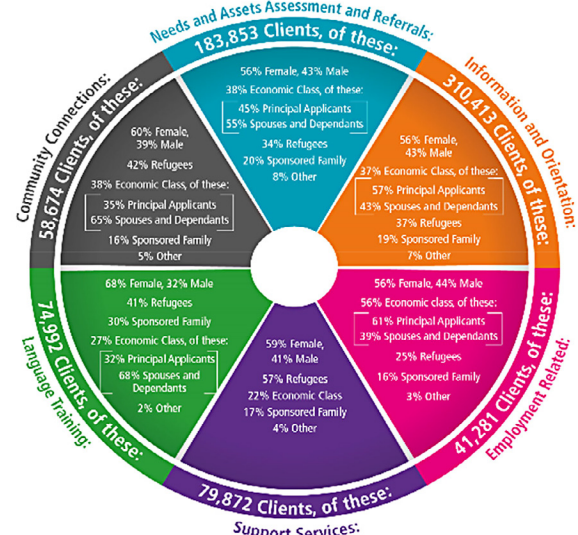 Needs and Assets Assessment and Referrals:
183,853 Clients, of these:
56% Female, 43% Male
38% Economic Class, of these:
45% Principal Applicants
55% Spouses and Dependants
34% Refugees
20% Sponsored Family
8% Other
Information and Orientation:
310,413 Clients, of these:
56% Female,
43% Male
37% Economic Class, of these:
57% Principal Applicants
43% Spouses and Dependants
37% Refugees
19% Sponsored Family
7% Other
Employment Related:
41,281 Clients, of these:
56% Female, 44% Male
56% Economic class, of these:
61% Principal Applicants
39% Spouses and Dependants
25% Refugees
16% Sponsored Family
3% Other
Support Services:
79,872 Clients, of these:
59% Female,
41% Male
57% Refugees
22% Economic Class
17% Sponsored Family
4% Other
Language Training:
74,992 Clients, of these:
68% Female, 32% Male
41% Refugees
30% Sponsored Family
27% Economic Class, of these:
32% Principal Applicants
68% Spouses and
Dependants
2% Other
Community Connections:
58,674 Clients, of these:
60% Female,
39% Male
42% Refugees
38% Economic Class, of these:
35% Principal Applicants
65% Spouses and Dependants
16% Sponsored Family
5% Other